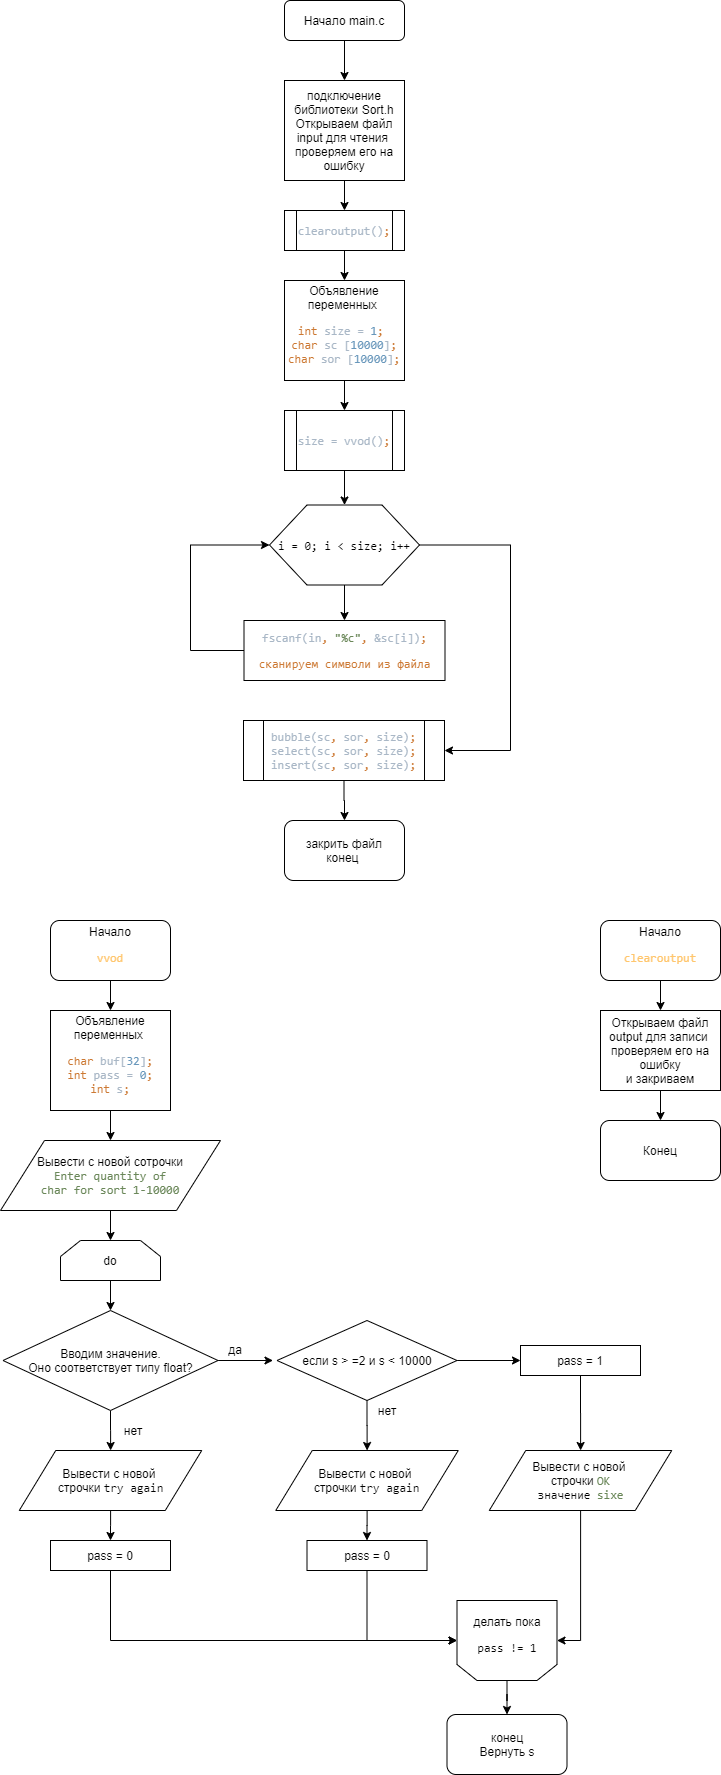 Начало main.c
подключение
библиотеки Sort.h
Открываем файл
input для чтения
проверяем его на
ошибку
clearoutput();
Объявление
переменных
int size = 1;
char sc [10000];
char sor [10000];
size = vvod();
i = 0; i < size; i++
fscanf(in, "%c", &sc[i]);
сканируем символи из файла
bubble(sc, sor, size);
select(sc, sor, size);
insert(sc, sor, size);
закрить файл
конец
Начало
vvod
Объявление
переменных
char buf[32];
int pass = 0;
int s;
Вывести с новой сотрочки
Enter quantity of
char for sort 1-10000
do
Вводим значение.
Оно соответствует типу float?
да
если s > =2 и s < 10000
pass = 1
нет
нет
Вывести с новой
строчки try again
Вывести с новой
строчки try again
Вывести с новой
строчки OK
значение sixe
pass = 0
pass = 0
делать пока
pass != 1
конец
Вернуть s
Начало
clearoutput
Открываем файл
output для записи
проверяем его на
ошибку
и закриваем
Конец